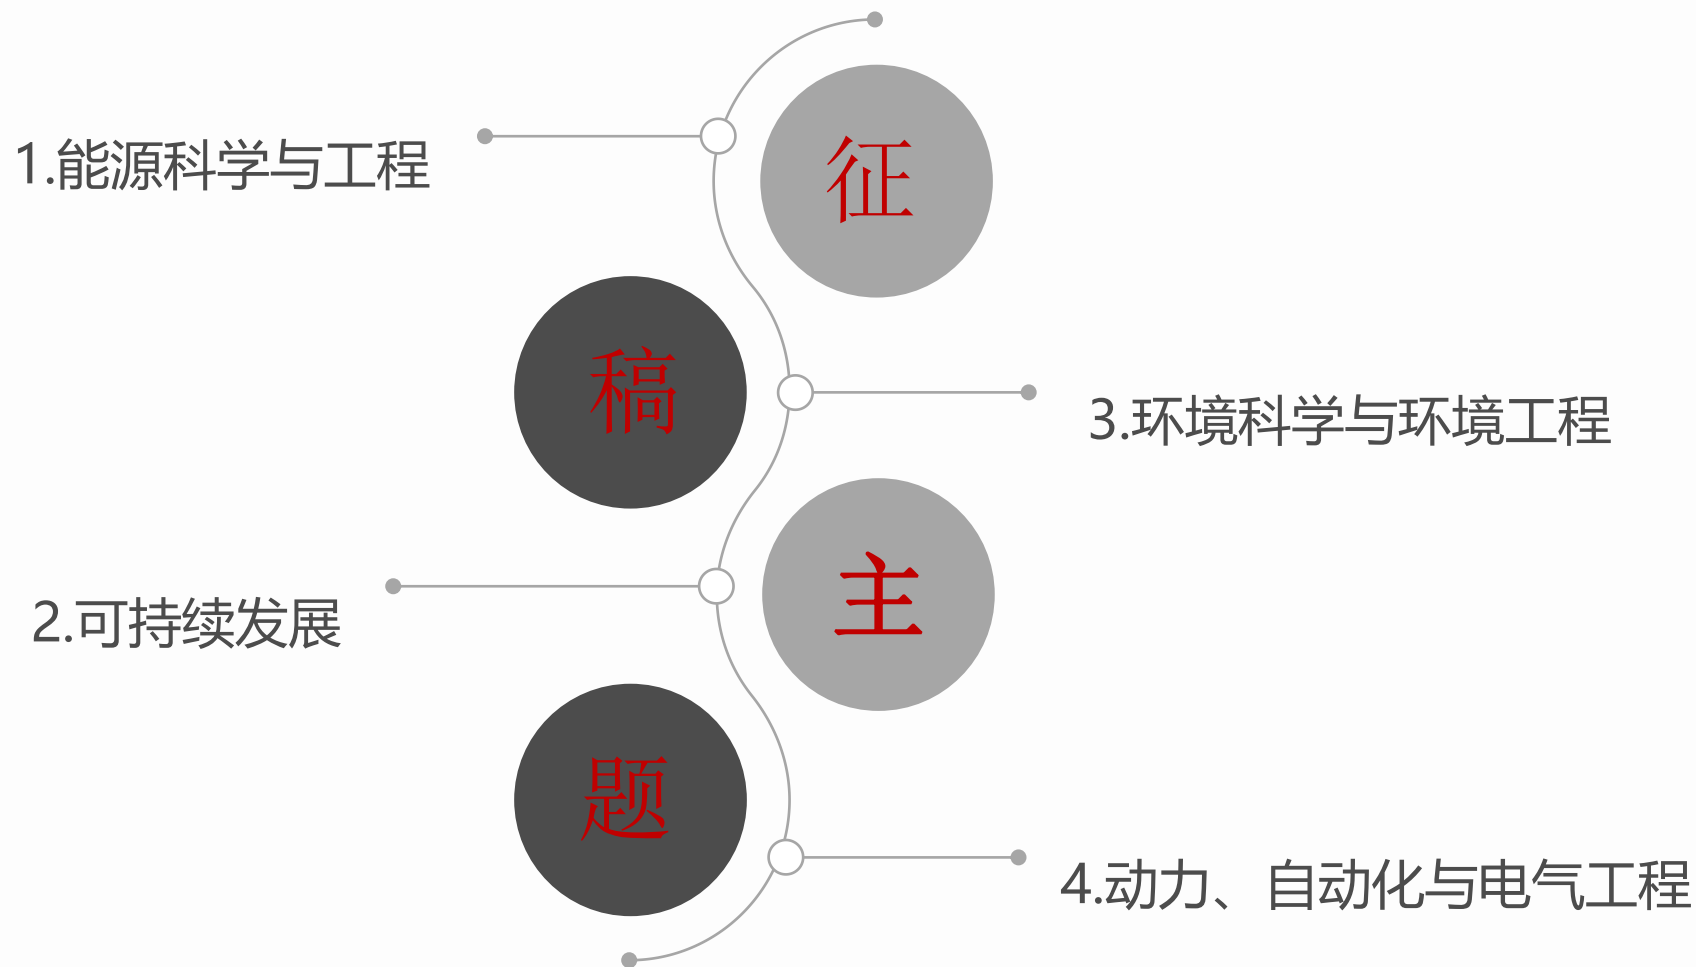 1.能源科学与工程
征
稿
3.环境科学与环境工程
主
2.可持续发展
题
4.动力、自动化与电气工程